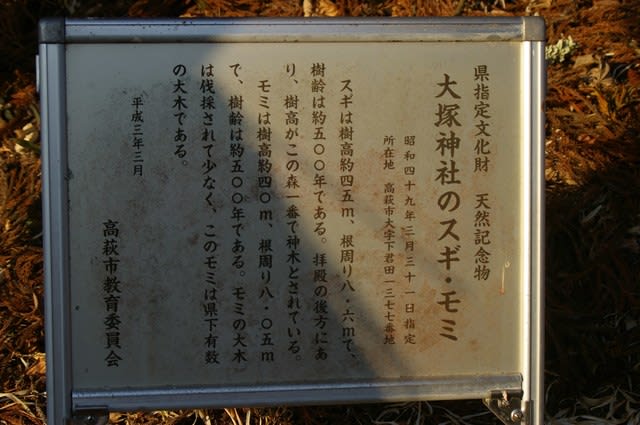 県指定文化財　天然記念物
大塚神社のスギ・モミ
昭和四十九年三月三十一日指定
所在地　高萩市大字下君田一三七七番地
スギは樹高約四五m、根周り八・六mで、
樹齢は約五〇〇年である。拝殿の後方にあ
り、樹高がこの森一番で神木とされている。
モミは樹高約四〇m、根周り八・〇五m
で、樹齢は約五〇〇年である。モミの大木
は伐採されて少なく、このモミは県下有数
の大木である。
平成三年三月
高萩市教育委員会